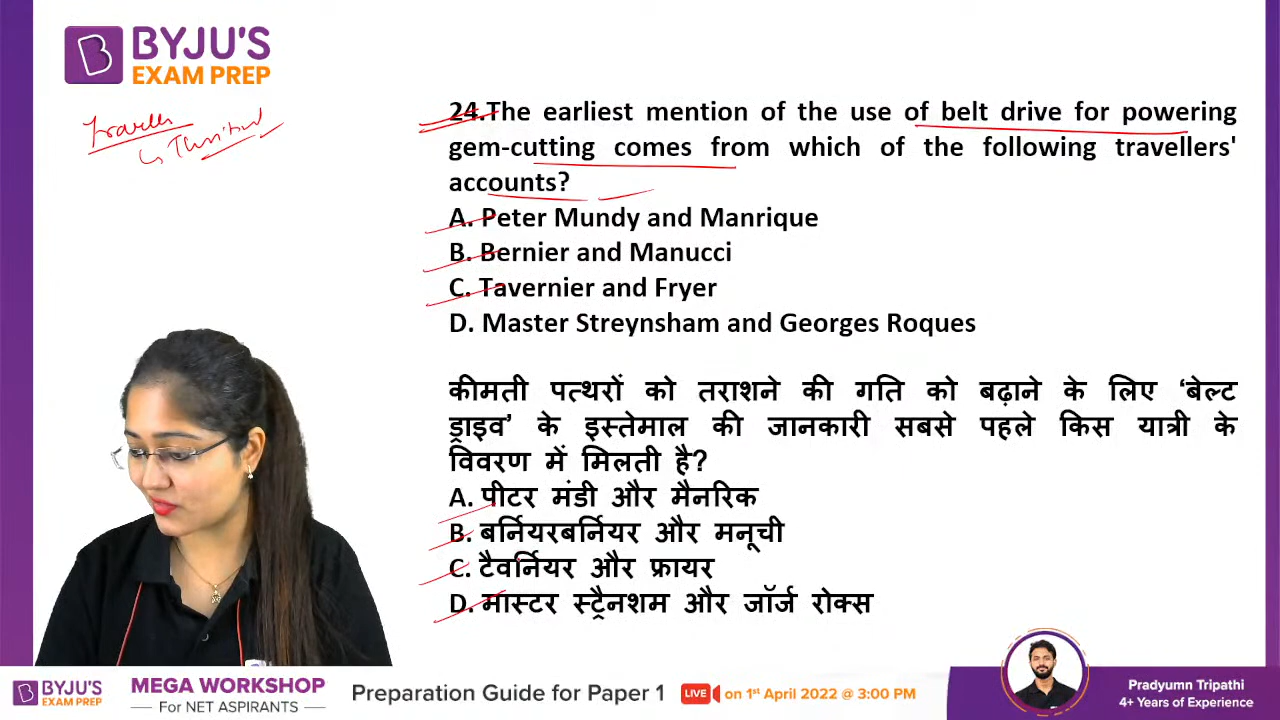 BYJU'S
EXAM PREP
24.The earliest mention of the use of belt drive for powering
gem-cutting comes from which of the following travellers'
accounts?
A. Peter Mundy and Manrique
B. Bernier and Manucci
C. Tavernier and Fryer
D. Master Streynsham and Georges Roques
कीमती पत्थरों को तराशने की गति को बढ़ाने के लिए ‘बेल्ट
ड्राइव’ के इस्तेमाल की जानकारी सबसे पहले किस यात्री के
विवरण में मिलती है?
A. पीटर मंडी और मैनरिक
B. बर्नियरबर्नियर और मनूची
C. टैवर्नियर और फ्रायर
D. मास्टर स्ट्रैनशम और जॉर्ज रोक्स
BYJU'S
EXAM PREP
MEGA WORKSHOP
For NET ASPIRANTS
Preparation Guide for Paper 1
LIVE
on 1st April 2022 @ 3:00 PM
Pradyumn Tripathi
4+ Years of Experience